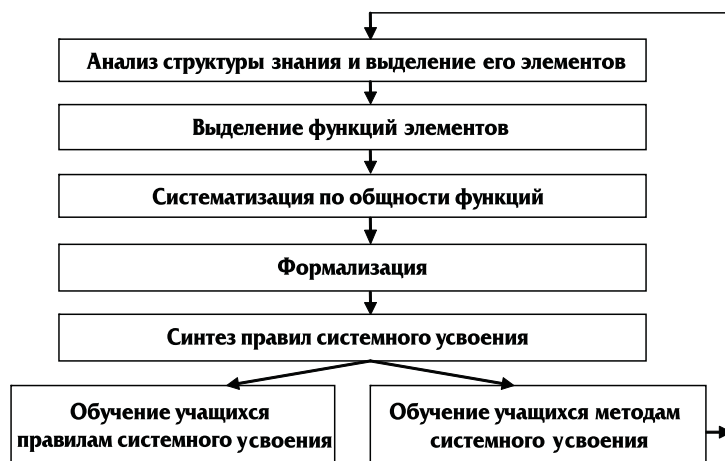 Анализ структуры знания и выделение его элементов
Выделение функций элементов
Систематизация по общности функций
Формализация
Синтез правил системного усвоения
Обучение учащихся
правилам системного усвоения
Обучение учащихся методам
системного усвоения